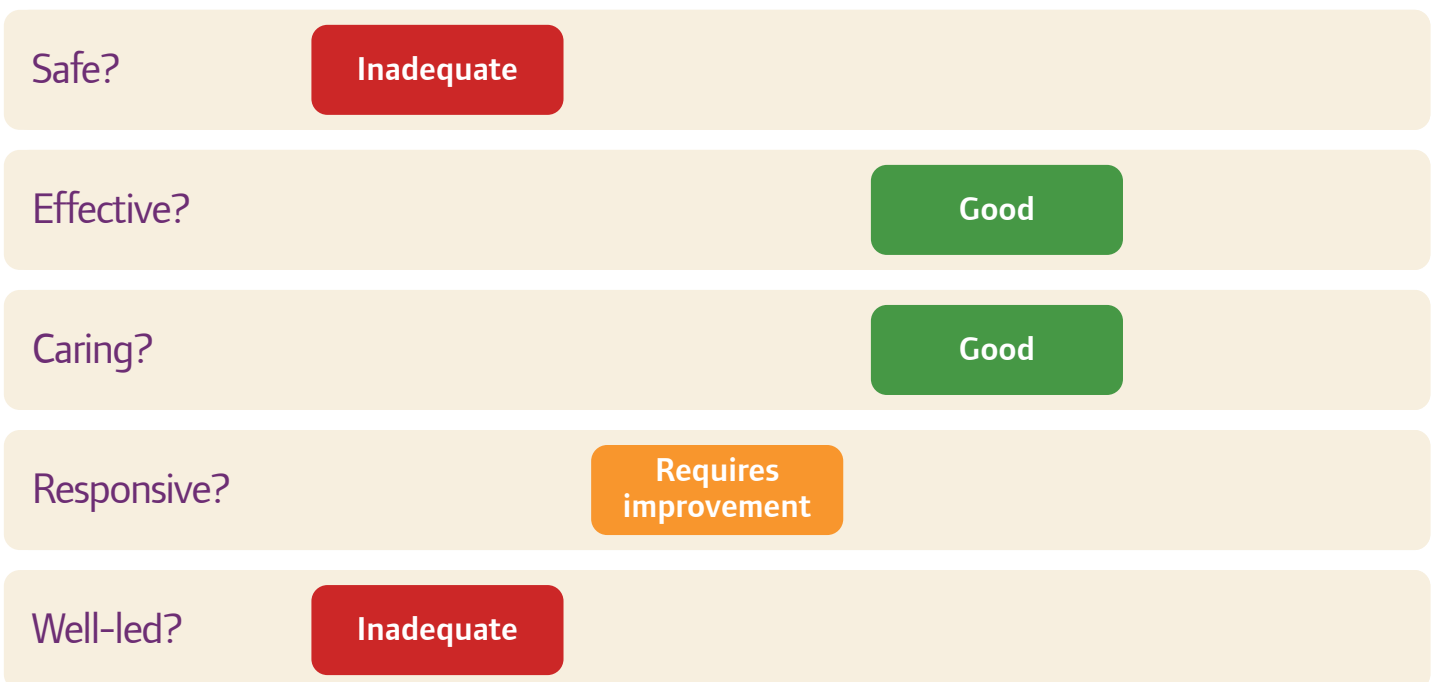 Safe?
Inadequate
Effective?
Good
Caring?
Good
Responsive?
Requires
improvement
Well-led?
Inadequate